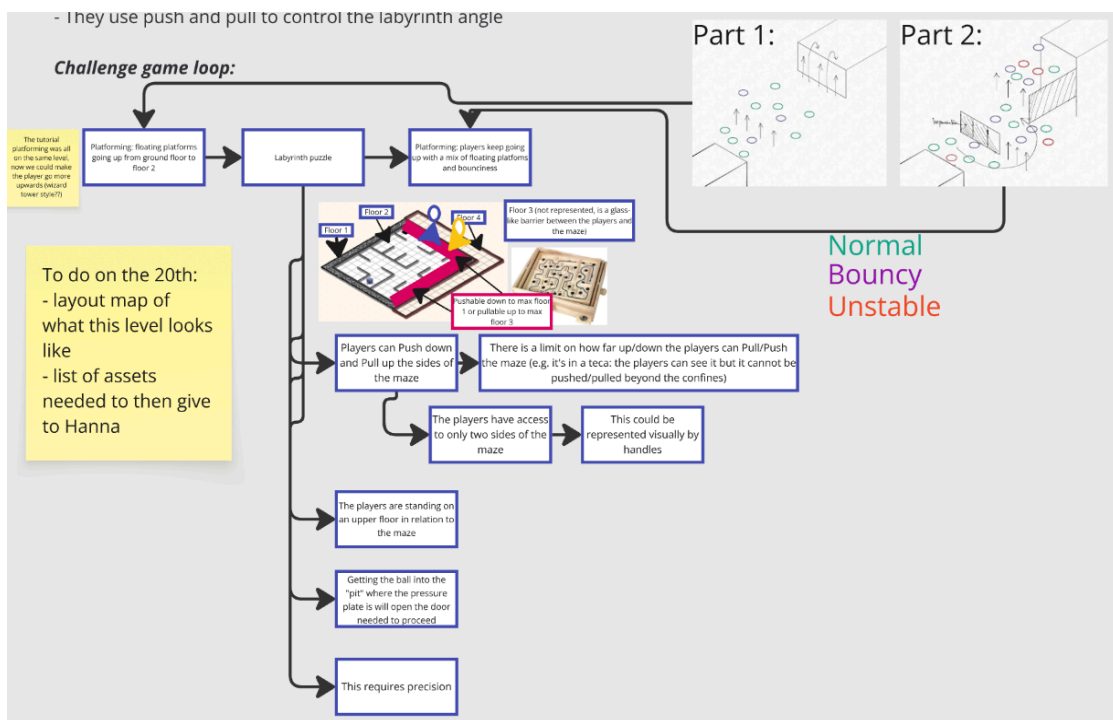 - They use push and pull to control the labyrinth angle
Challenge game loop:
Part 1:
Part 2:
The
tutorial
platforming was all
on the same level,
now we could make
the player go more
upwards (wizard
tower style??)
Platforming: floating platforms
going up from ground floor to
floor 2
Labyrinth puzzle
Platforming: players keep going
up with a mix of floating platfoms
and bounciness
Normal
Bouncy
Unstable
Floor 1
Floor 2
Floor 4
Floor 3 (not represented, is a glass-
like barrier between the players and
the maze)
Pushable down to max floor
1 or pullable up to max
floor 3
To do on the 20th:
- layout map of
what this level looks
like
- list of assets
needed to then give
to Hanna
Players can Push down
and Pull up the sides of
the maze
There is a limit on how far up/down the players can Pull/Push
the maze (e.g. it's in a teca: the players can see it but it cannot be
pushed/pulled beyond the confines)
The players have access
to only two sides of the
maze
This could be
represented visually by
handles
The players are standing on
an upper floor in relation to
the maze
Getting the ball into the
"pit" where the pressure
plate is will open the door
needed to proceed
This requires precision